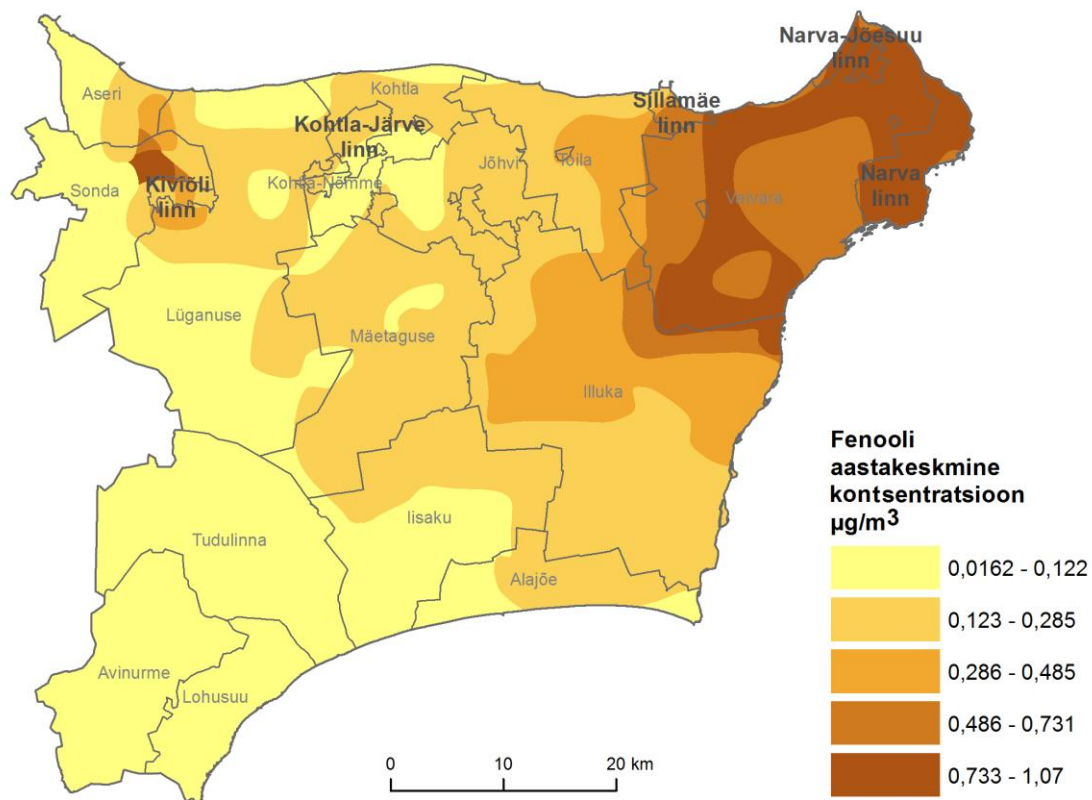 Narva-Jõesuu
linn
Aseri
Kohtla
Sillamäe
linn
Kohtla-Järve
linn
Jõhvi
Toila
Sonda
Kiviõli
linn
Kohtla-Nõmme
Vaivara
Narva
linn
Lüganuse
Mäetaguse
Illuka
Iisaku
Tudulinna
Alajõe
Avinurme
Lohusuu
Fenooli
aastakeskmine
kontsentratsioon
µg/m³
0,0162 - 0,122
0,123 - 0,285
0,286 - 0,485
0,486 - 0,731
0,733 - 1,07
0 10 20 km